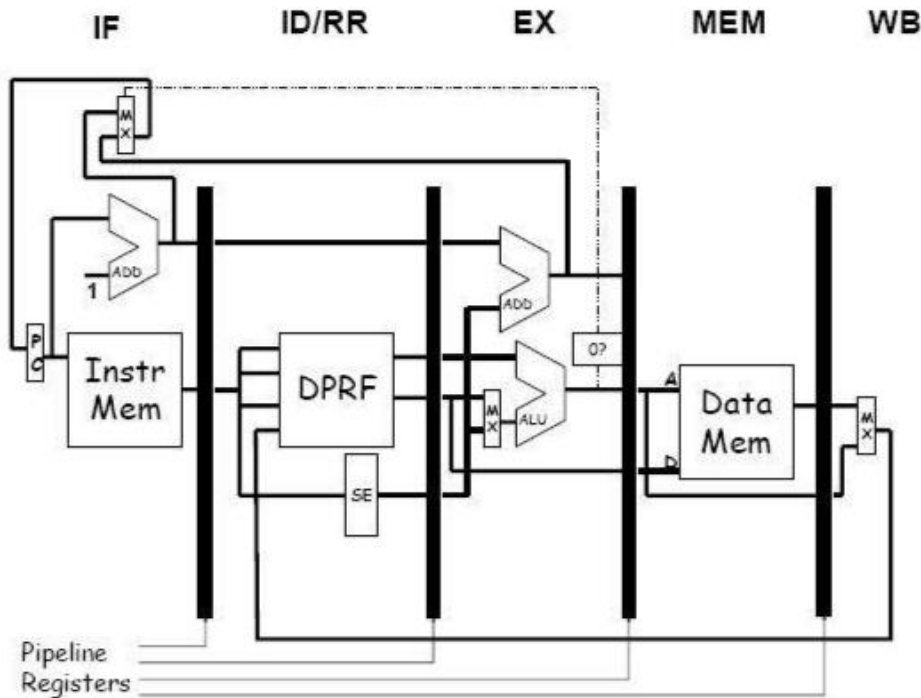 IF ID/RR EX MEM WB
M
X
ADD
1
ADD
P
C
Instr
Mem
DPRF
0?
A
Data
Mem
M
X
ALU
M
X
D
SE
Pipeline
Registers